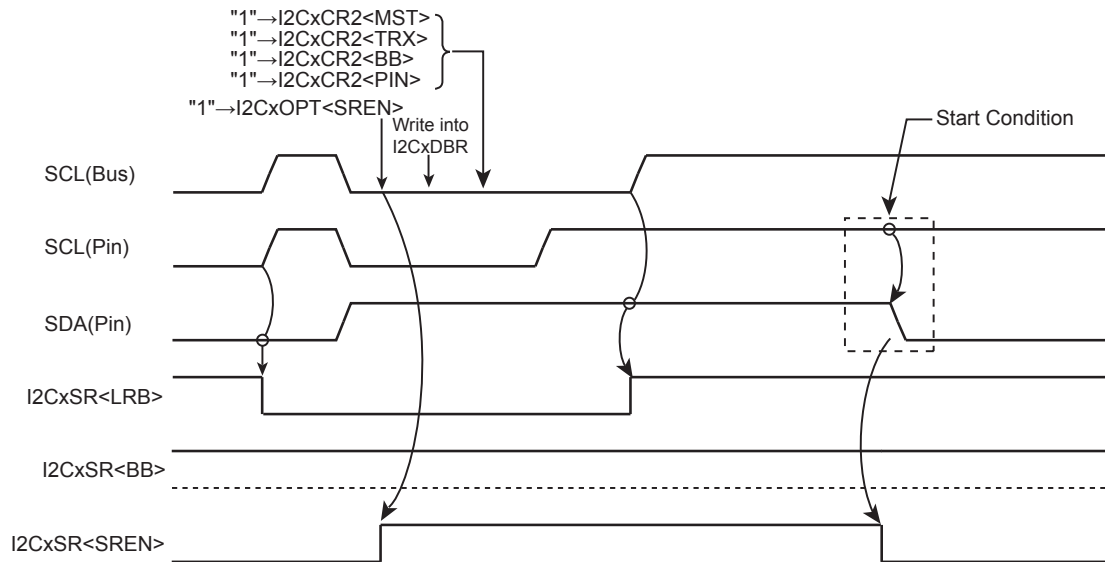 "1"→I2CxCR2<MST>
"1"→I2CxCR2<TRX>
"1"→I2CxCR2<BB>
"1"→I2CxCR2<PIN>
"1"→I2CxOPT<SREN>
Write into
I2CxDBR
Start Condition
SCL(Bus)
SCL(Pin)
SDA(Pin)
I2CxSR<LRB>
I2CxSR<BB>
I2CxSR<SREN>